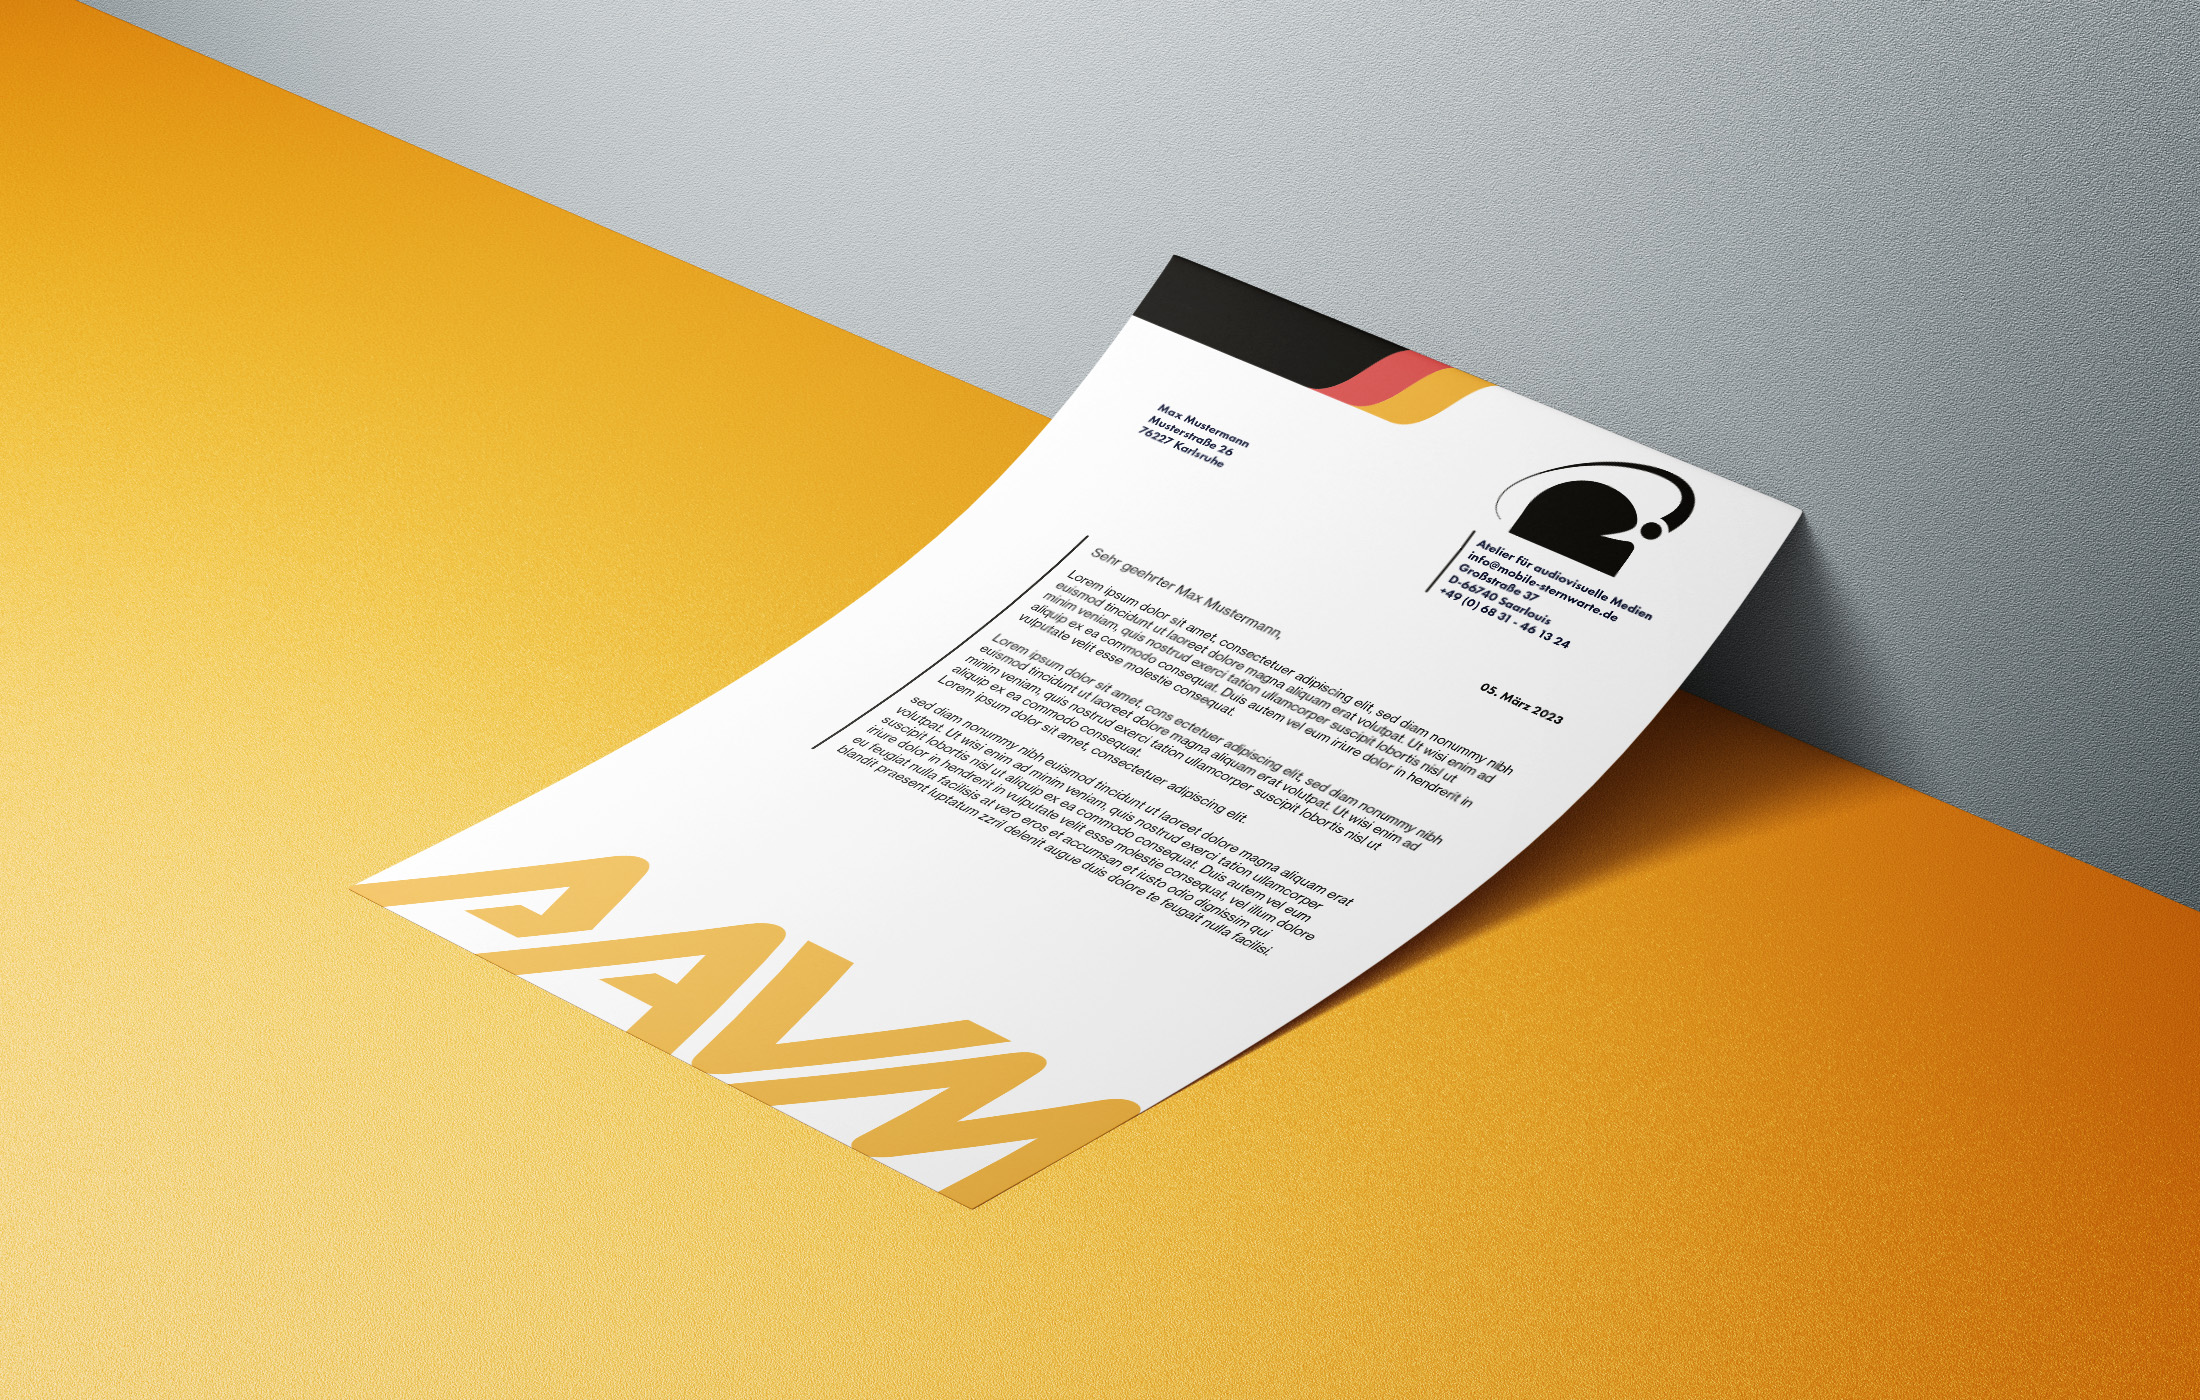 Max Mustermann
Musterstraße 26
76227 Karlsruhe
Atelier für audiovisuelle Medien
info@mobile-sternwarte.de
Großstraße 37
D-66740 Saarlouis
+49 (0) 68 31 - 46 13 24
05. März 2023
Sehr geehrter Max Mustermann,
Lorem ipsum dolor sit amet, consectetuer adipiscing elit, sed diam nonummy nibh
euismod tincidunt ut laoreet dolore magna aliquam erat volutpat. Ut wisi enim ad
minim veniam, quis nostrud exerci tation ullamcorper suscipit lobortis nisl ut
aliquip ex ea commodo consequat. Duis autem vel eum iriure dolor in hendrerit in
vulputate velit esse molestie consequat.
Lorem ipsum dolor sit amet, cons ectetuer adipiscing elit, sed diam nonummy nibh
euismod tincidunt ut laoreet dolore magna aliquam erat volutpat. Ut wisi enim ad
minim veniam, quis nostrud exerci tation ullamcorper suscipit lobortis nisl ut
aliquip ex ea commodo consequat.
Lorem ipsum dolor sit amet, consectetuer adipiscing elit.
sed diam nonummy nibh euismod tincidunt ut laoreet dolore magna aliquam erat
volutpat. Ut wisi enim ad minim veniam, quis nostrud exerci tation ullamcorper
suscipit lobortis nisl ut aliquip ex ea commodo consequat. Duis autem vel eum
iriure dolor in hendrerit in vulputate velit esse molestie consequat, vel illum dolore
eu feugiat nulla facilisis at vero eros et accumsan et iusto odio dignissim qui
blandit praesent luptatum zzril delenit augue duis dolore te feugait nulla facilisi.
AAVM